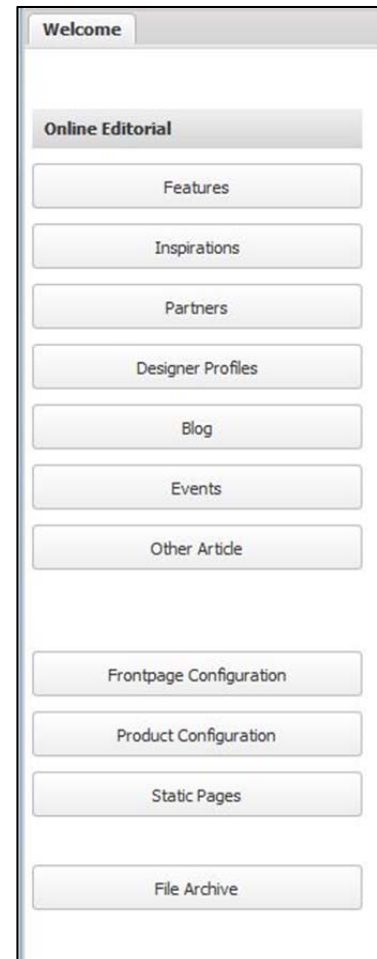 Welcome
Online Editorial
Features
Inspirations
Partners
Designer Profiles
Blog
Events
Other Article
Frontpage Configuration
Product Configuration
Static Pages
File Archive